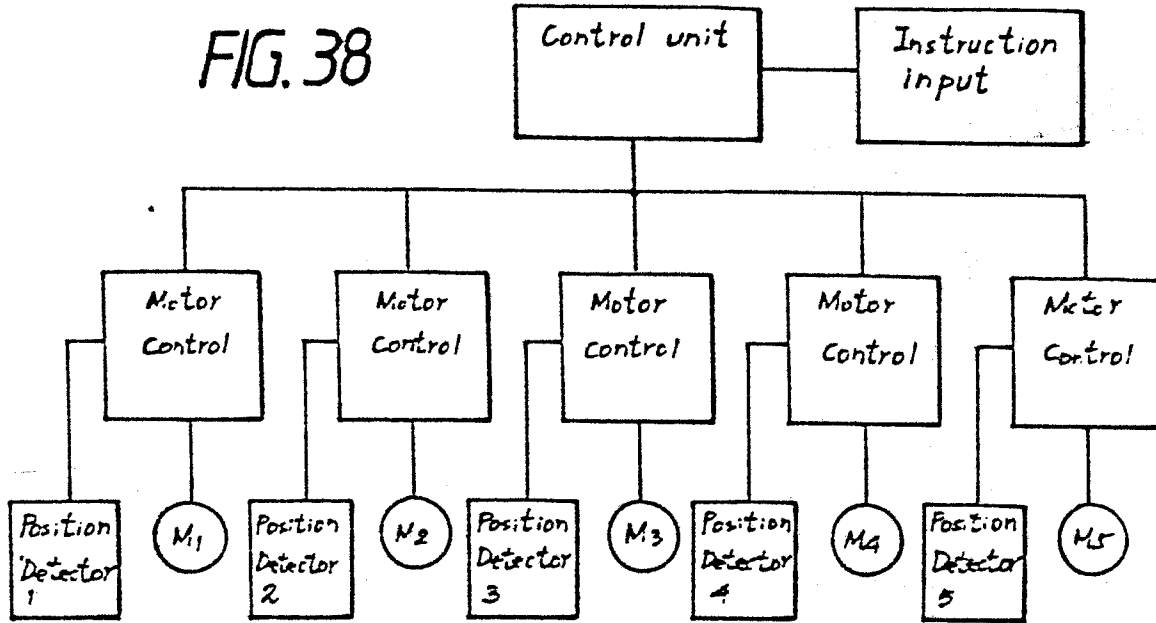 FIG. 38
Control unit
Instruction
input
Motor
Control
Motor
Control
Motor
Control
Motor
Control
Motor
Control
Position
Detector
1
M1
Position
Detector
2
M2
Position
Detector
3
M3
Position
Detector
4
M4
Position
Detector
5
M5